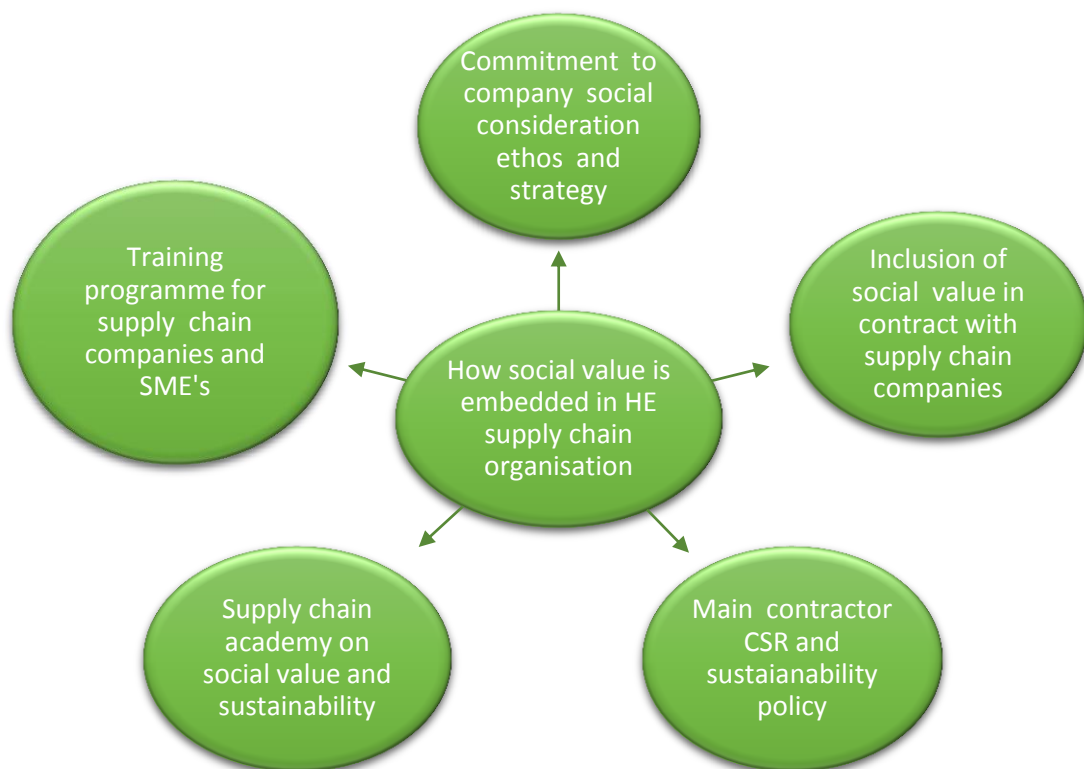 Commitment to
company social
consideration
ethos and
strategy
Training
programme for
supply chain
companies and
SME's
Inclusion of
social value in
contract with
supply chain
companies
How social value is
embedded in HE
supply chain
organisation
Supply chain
academy on
social value and
sustainability
Main contractor
CSR and
sustaianability
policy